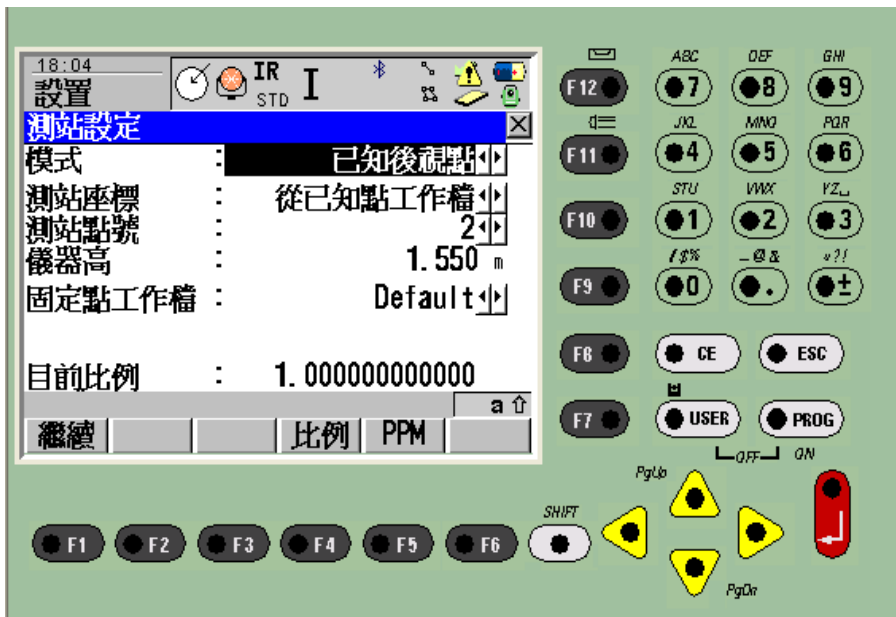 18:04
設置
IR
STD
I
測站設定
模式 : 已知後視點
測站座標 : 從已知點工作檔
測站點號 : 2
儀器高 : 1.550 m
固定點工作檔 : Default
目前比例 : 1.000000000000
a
繼續 比例 PPM
F12
ABC DEF GHI
7 8 9
F11
JKL MNO PQR
4 5 6
F10
STU VWX YZ
1 2 3
F9
/$% _@& *?!
0 . ±
F8 CE ESC
F7 USER PROG
OFF ON
PgUp
SHIFT
F1 F2 F3 F4 F5 F6
PgDn